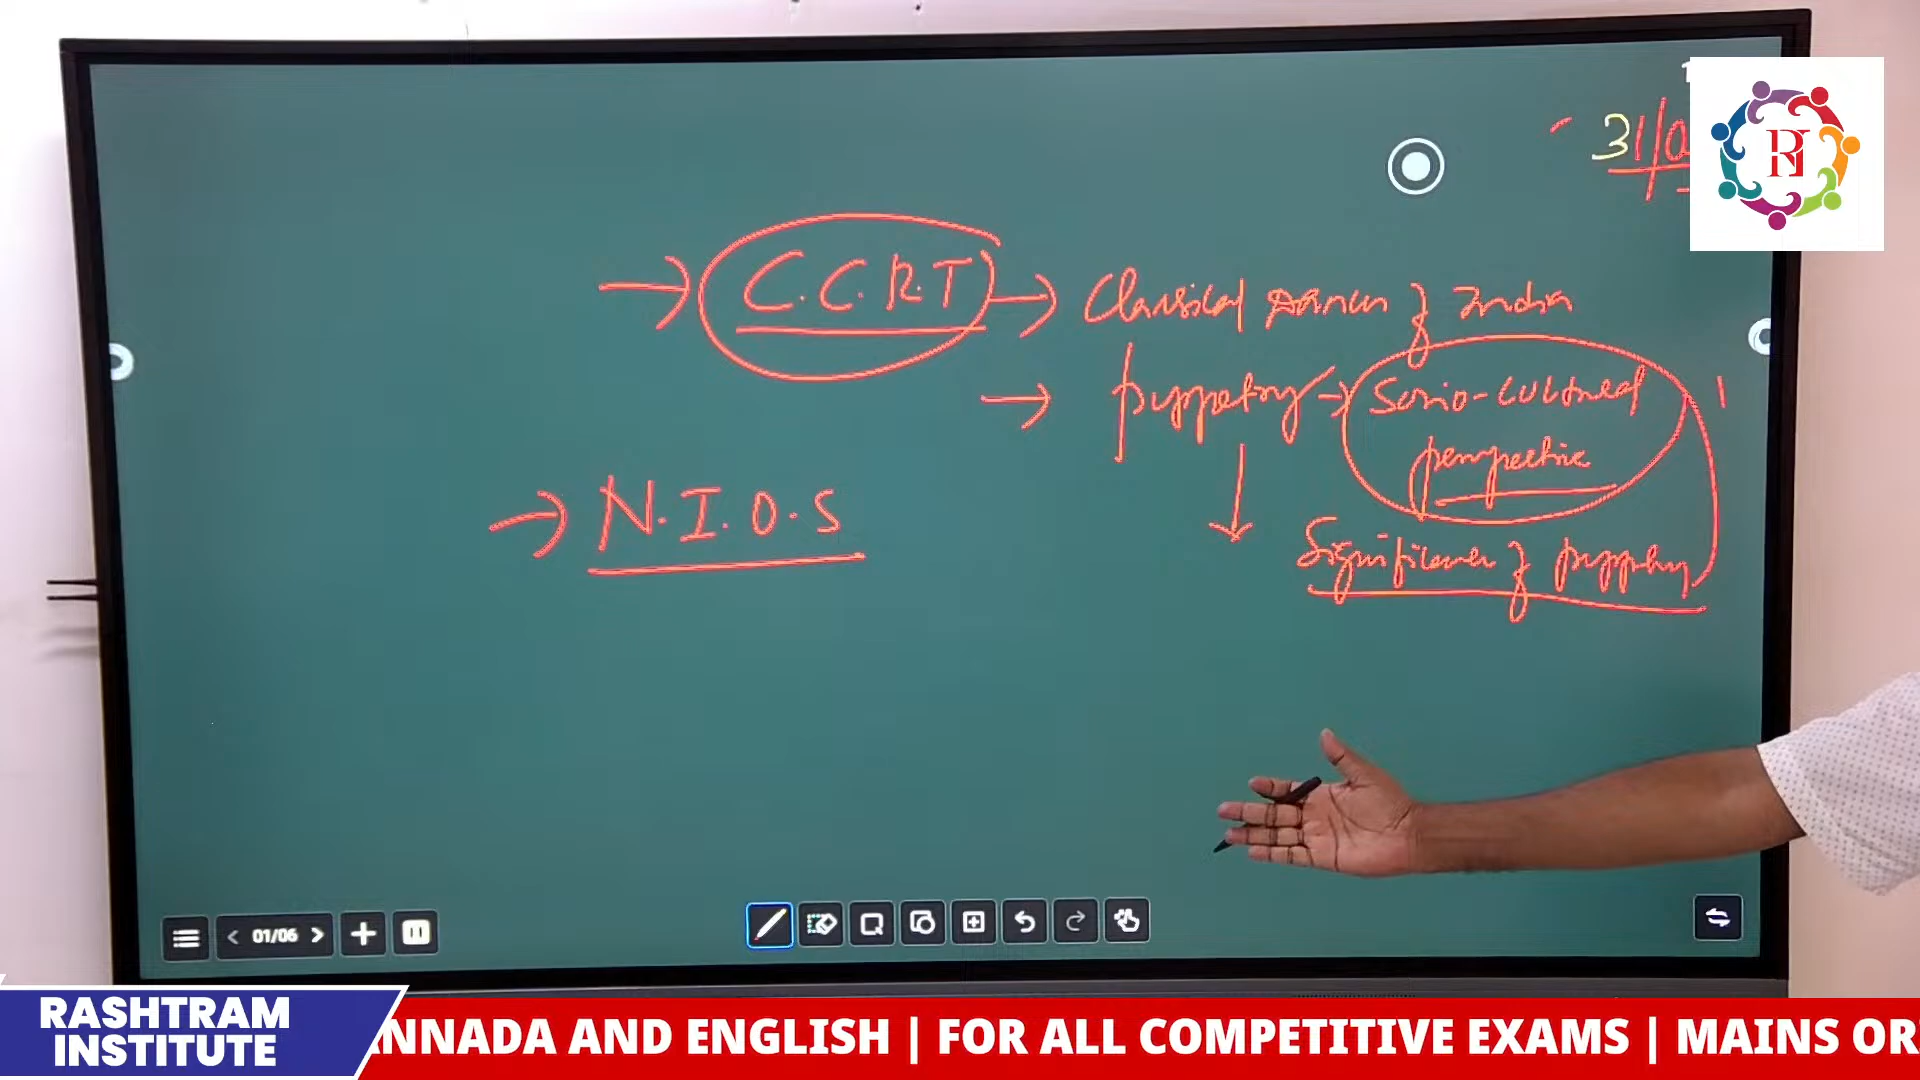 31/0
→ C.C.R.T → Classical Dances of India
→ puppetry → Socio-cultural
perspective
→ N.I.O.S
Significance of puppetry
01/06
RASHTRAM
INSTITUTE
NNADA AND ENGLISH | FOR ALL COMPETITIVE EXAMS | MAINS OR